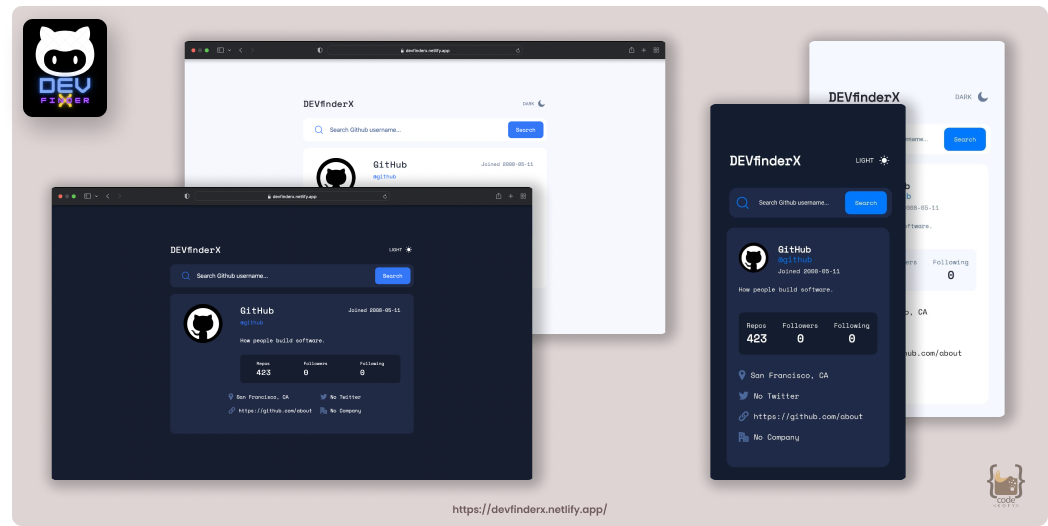 DEV
X
FINDER
devfinderx.netlify.app
DEVfinderX
DARK
Search Github username...
Search
GitHub
Joined 2008-05-11
@github
devfinderx.netlify.app
DEVfinderX
LIGHT
Search Github username...
Search
GitHub
Joined 2008-05-11
@github
How people build software.
Repos Followers Following
423 0 0
San Francisco, CA No Twitter
https://github.com/about No Company
DEVfinderX
LIGHT
Search Github username...
Search
GitHub
@github
Joined 2008-05-11
How people build software.
Repos Followers Following
423 0 0
San Francisco, CA
No Twitter
https://github.com/about
No Company
DEVfinderX
DARK
Search
b
b
008-05-11
ftware.
ers Following
0
o, CA
hub.com/about
https://devfinderx.netlify.app/
{code}